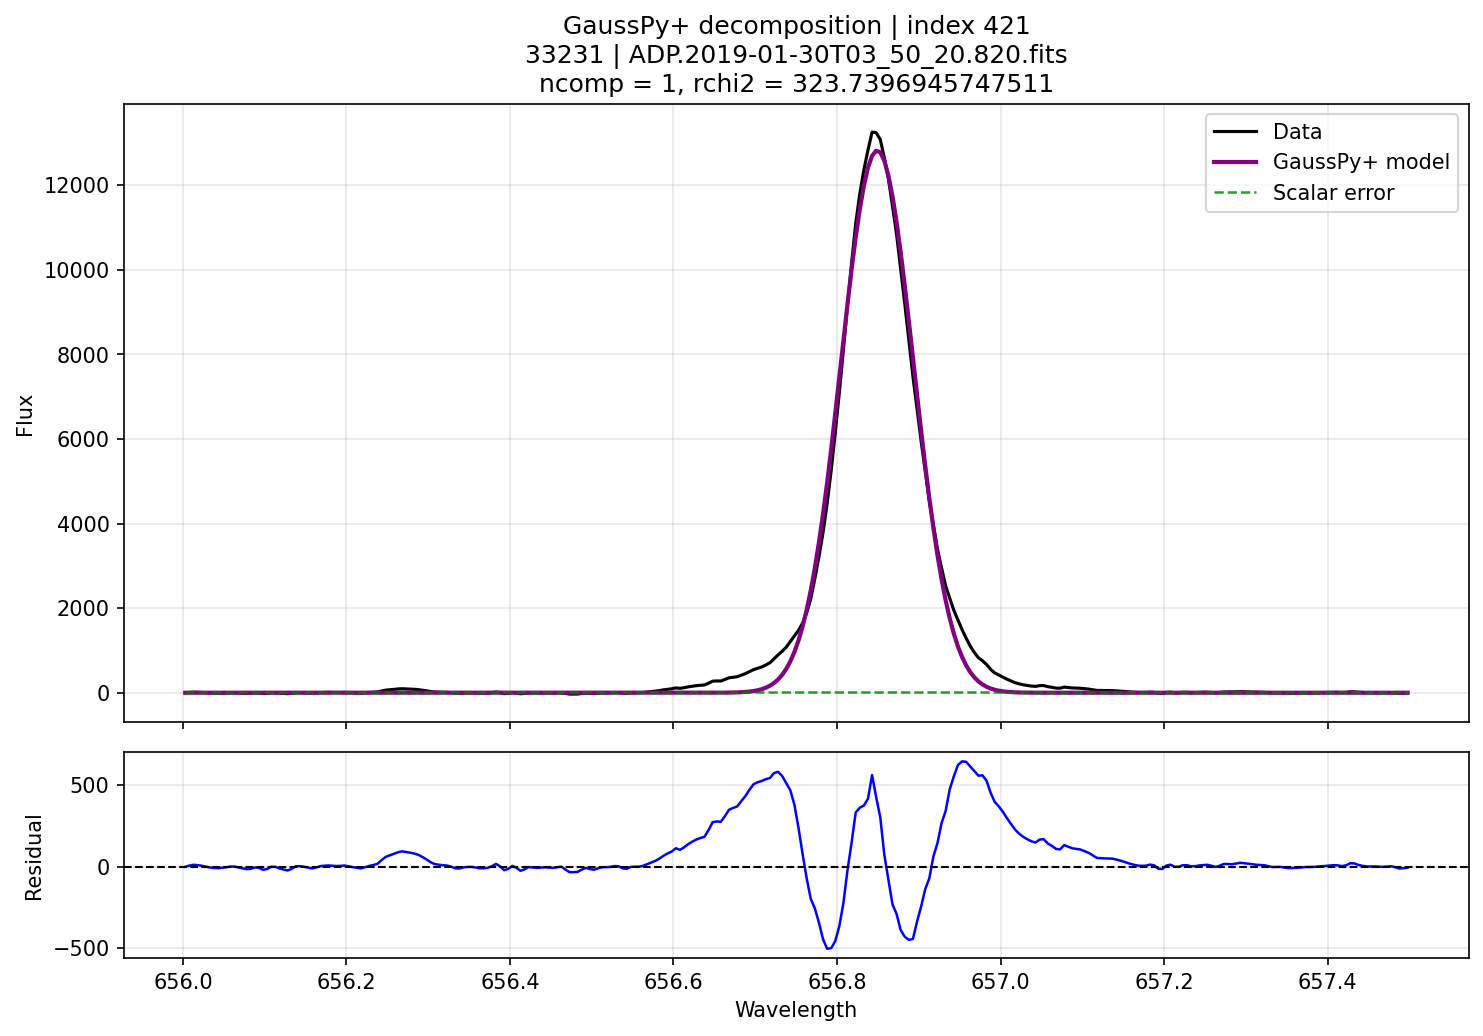 GaussPy+ decomposition | index 421
33231 | ADP.2019-01-30T03_50_20.820.fits
ncomp = 1, rchi2 = 323.7396945747511
Data
GaussPy+ model
Scalar error
Flux
12000
10000
8000
6000
4000
2000
0
Residual
500
0
−500
656.0
656.2
656.4
656.6
656.8
657.0
657.2
657.4
Wavelength